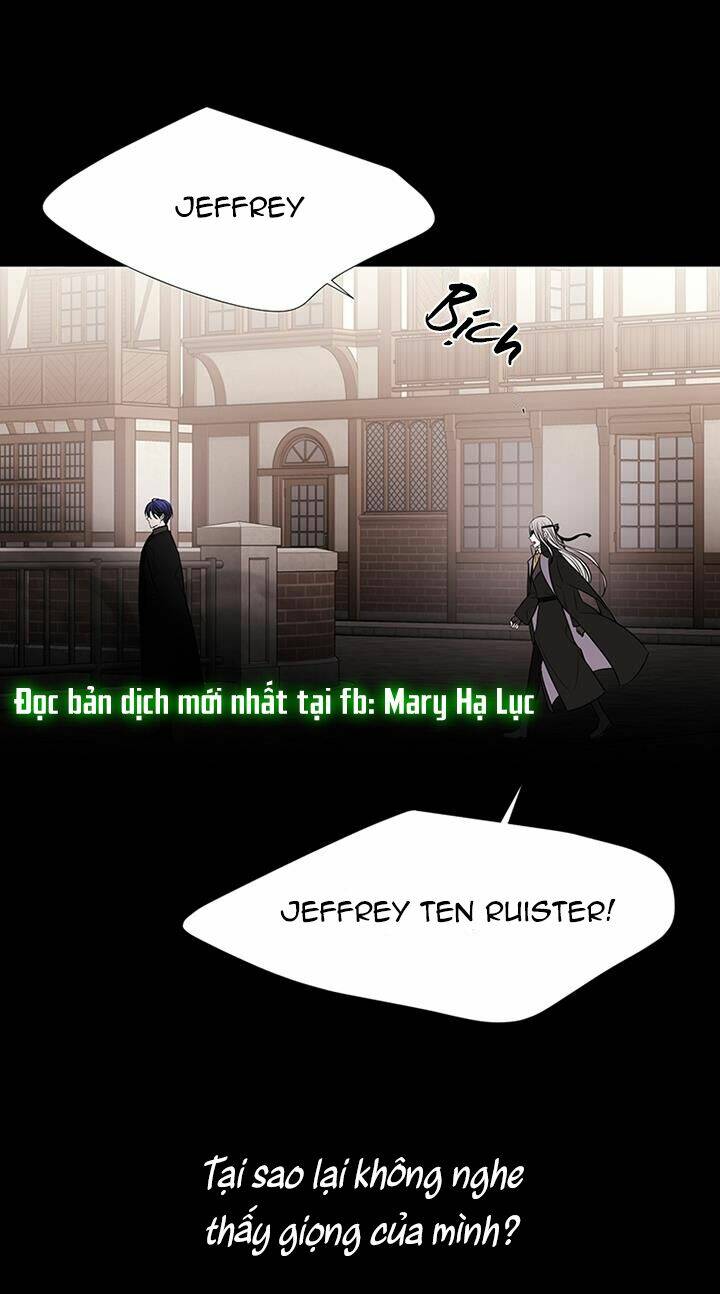 JEFFREY
Bịch
Đọc bản dịch mới nhất tại fb: Mary Hạ Lục
JEFFREY TEN RUISTER!
Tại sao lại không nghe
thấy giọng của mình?